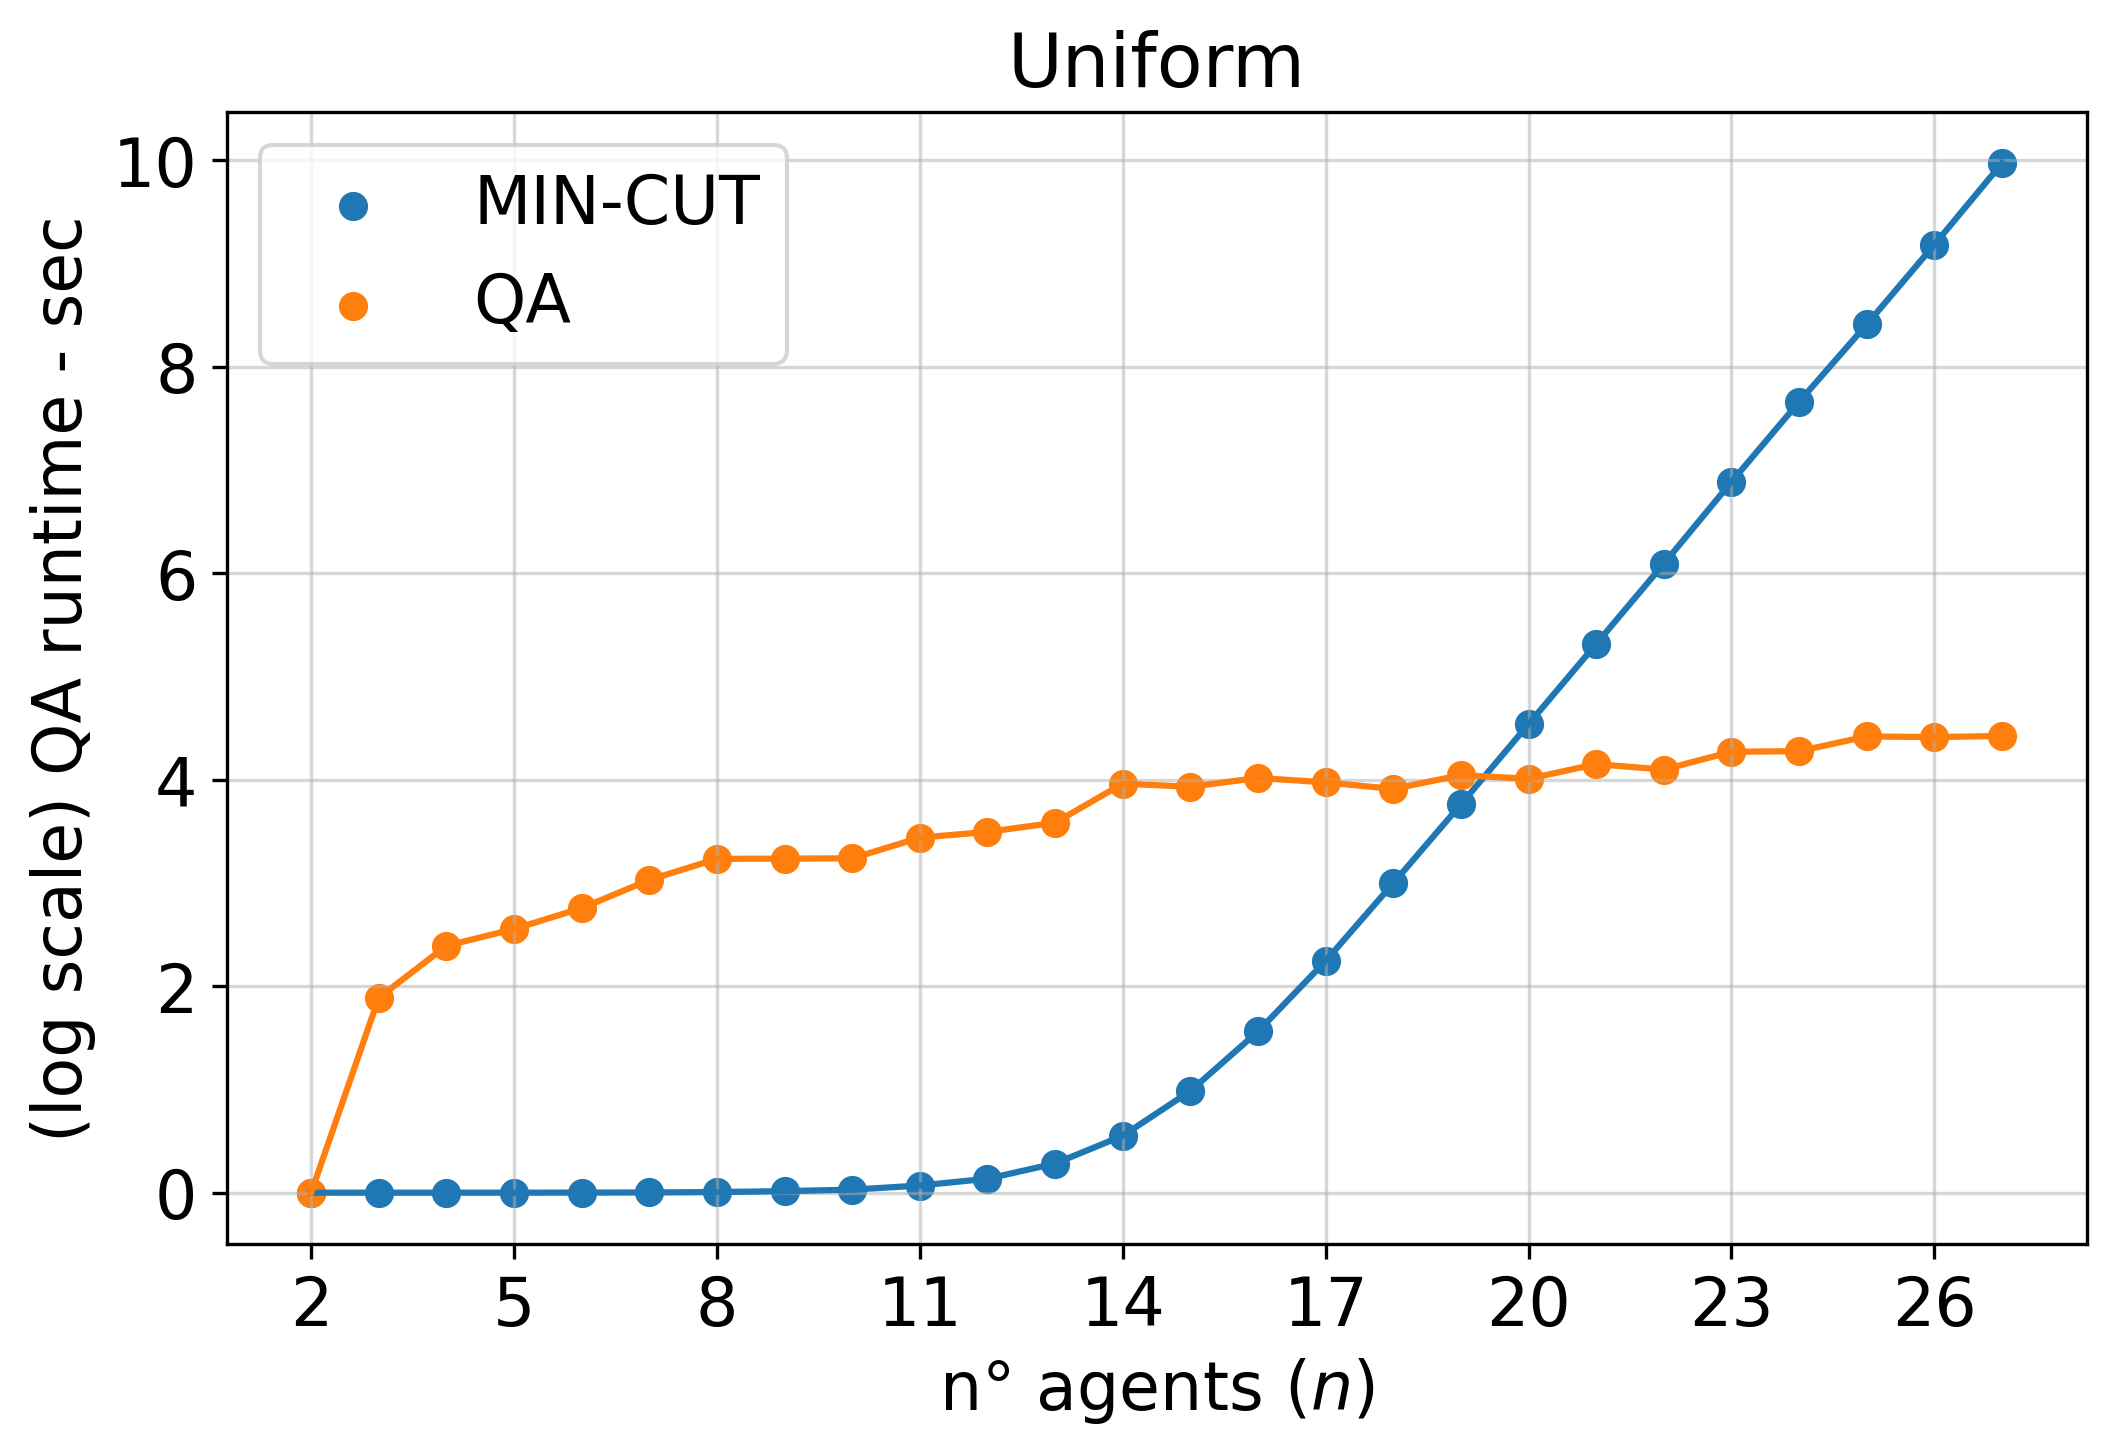 Uniform
MIN-CUT
QA
(log scale) QA runtime - sec
10
8
6
4
2
0
2 5 8 11 14 17 20 23 26
n° agents (n)